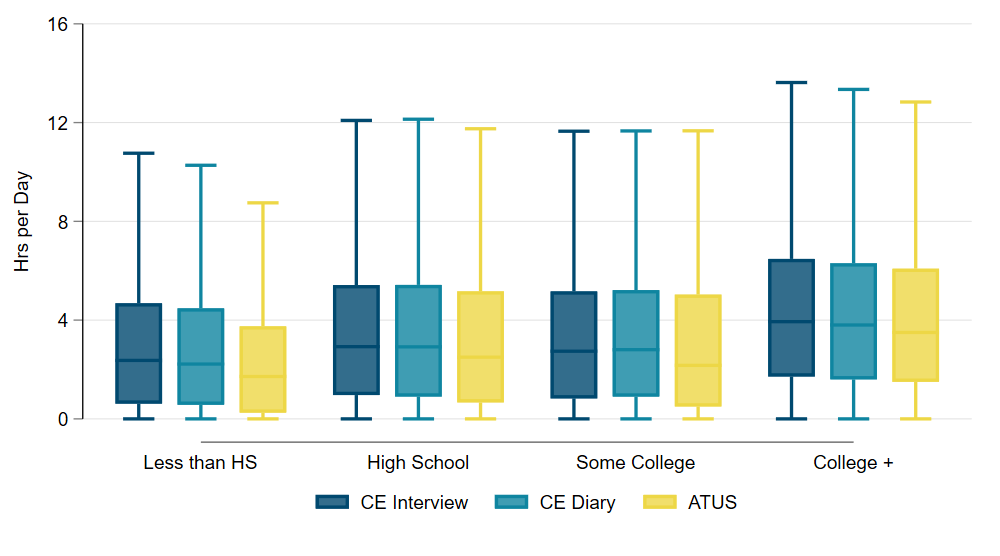 16
12
8
4
0
Hrs per Day
Less than HS
High School
Some College
College +
CE Interview
CE Diary
ATUS